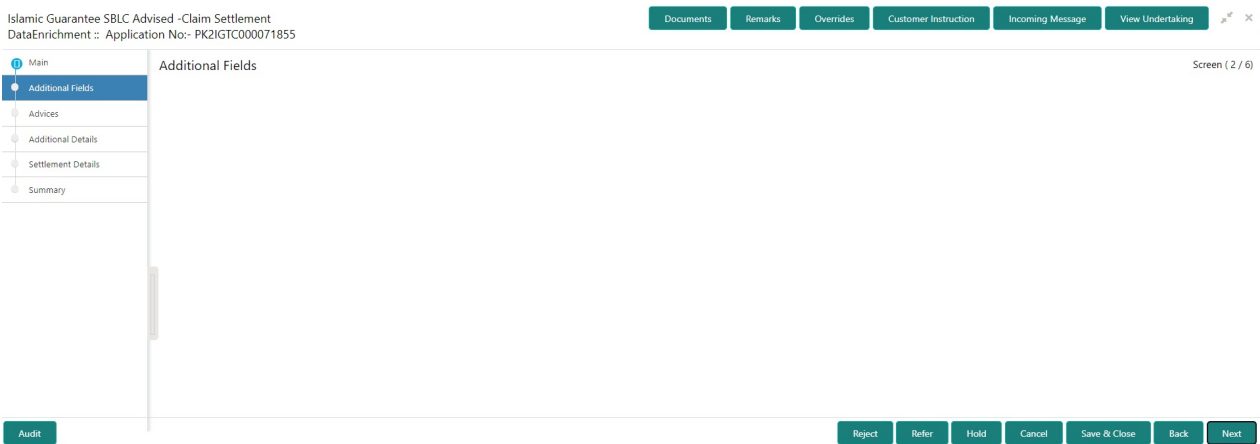 Islamic Guarantee SBLC Advised -Claim Settlement
DataEnrichment :: Application No:- PK2IGTC000071855
Documents Remarks Overrides Customer Instruction Incoming Message View Undertaking
Main
Additional Fields
Advices
Additional Details
Settlement Details
Summary
Additional Fields
Screen ( 2 / 6)
Audit
Reject Refer Hold Cancel Save & Close Back Next